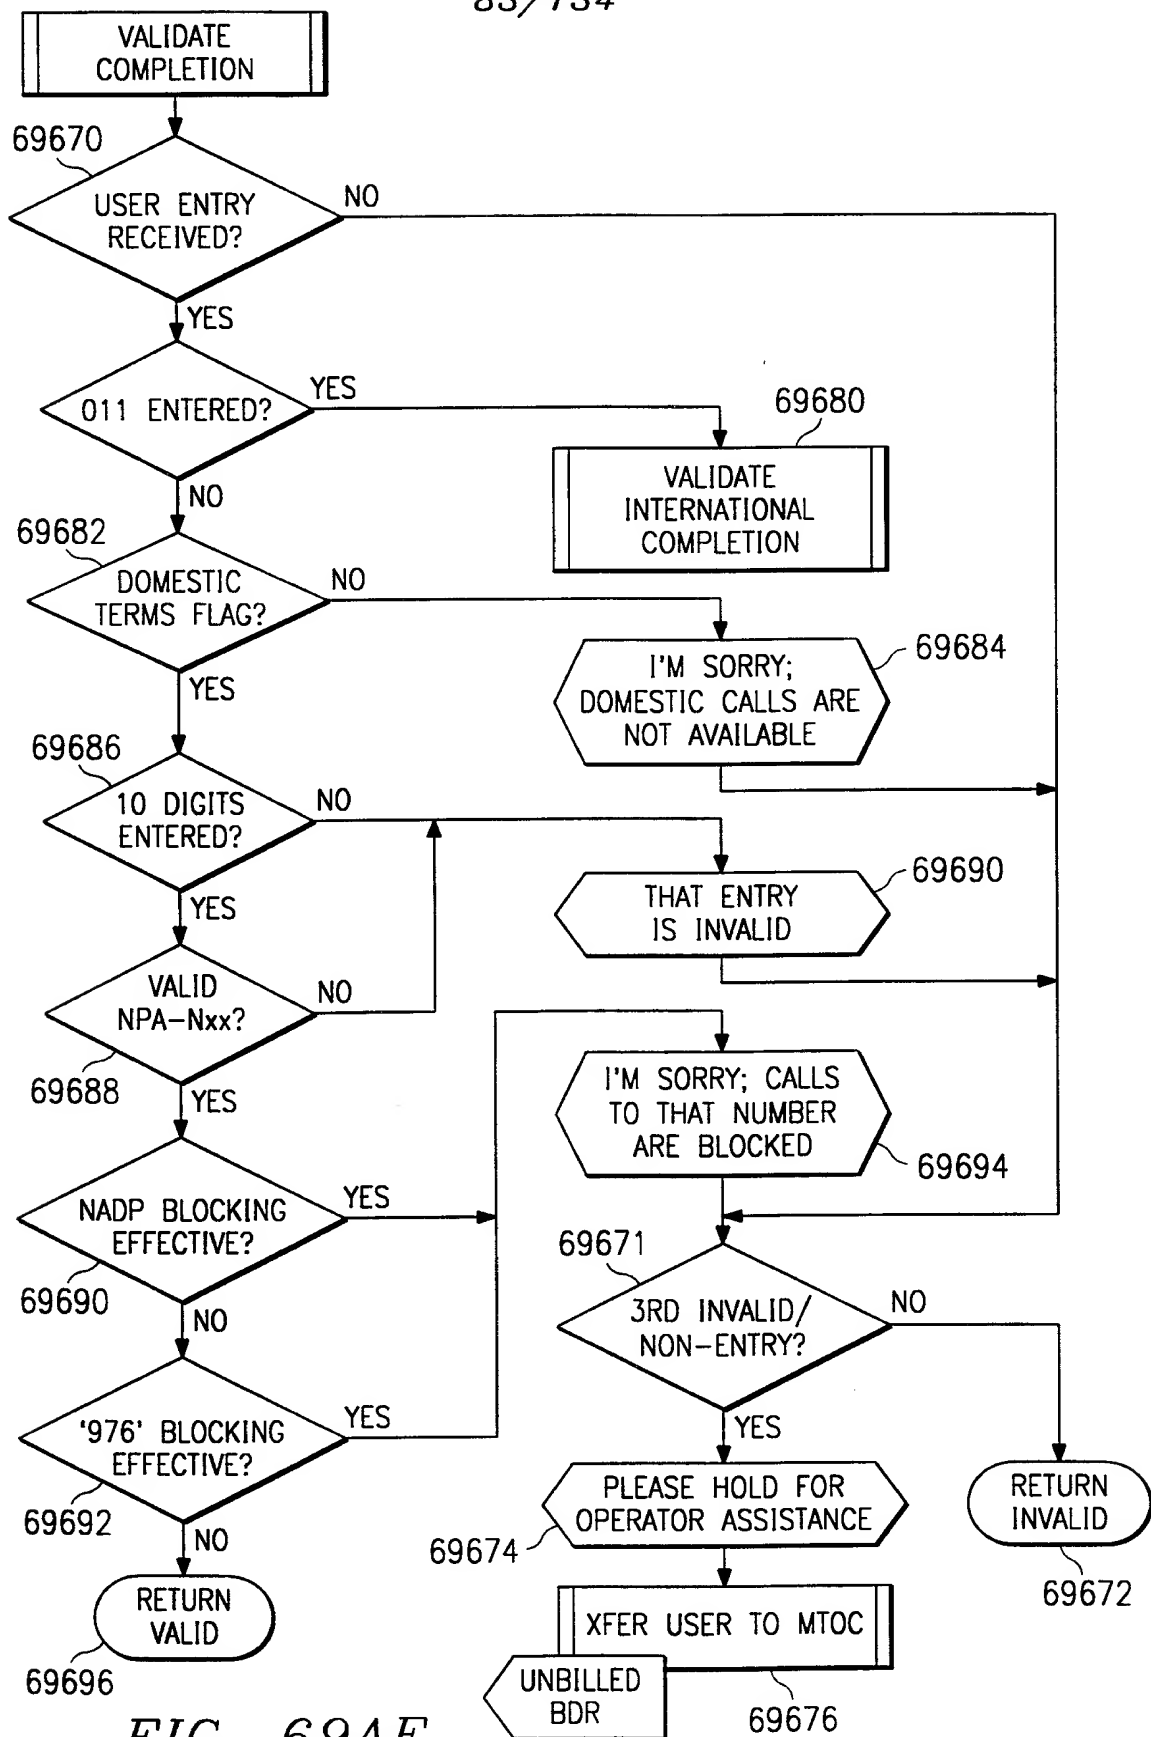 83/134
VALIDATE
COMPLETION
69670
USER ENTRY
RECEIVED?
NO
YES
011 ENTERED?
YES
NO
69680
VALIDATE
INTERNATIONAL
COMPLETION
69682
DOMESTIC
TERMS FLAG?
NO
YES
69684
I'M SORRY;
DOMESTIC CALLS ARE
NOT AVAILABLE
69686
10 DIGITS
ENTERED?
NO
YES
69690
THAT ENTRY
IS INVALID
VALID
NPA-Nxx?
NO
69688
YES
I'M SORRY; CALLS
TO THAT NUMBER
ARE BLOCKED
69694
NADP BLOCKING
EFFECTIVE?
YES
69690
NO
69671
3RD INVALID/
NON-ENTRY?
NO
YES
'976' BLOCKING
EFFECTIVE?
YES
69692
NO
PLEASE HOLD FOR
OPERATOR ASSISTANCE
69674
RETURN
INVALID
69672
RETURN
VALID
69696
XFER USER TO MTOC
UNBILLED
BDR
69676
FIG. 69AF